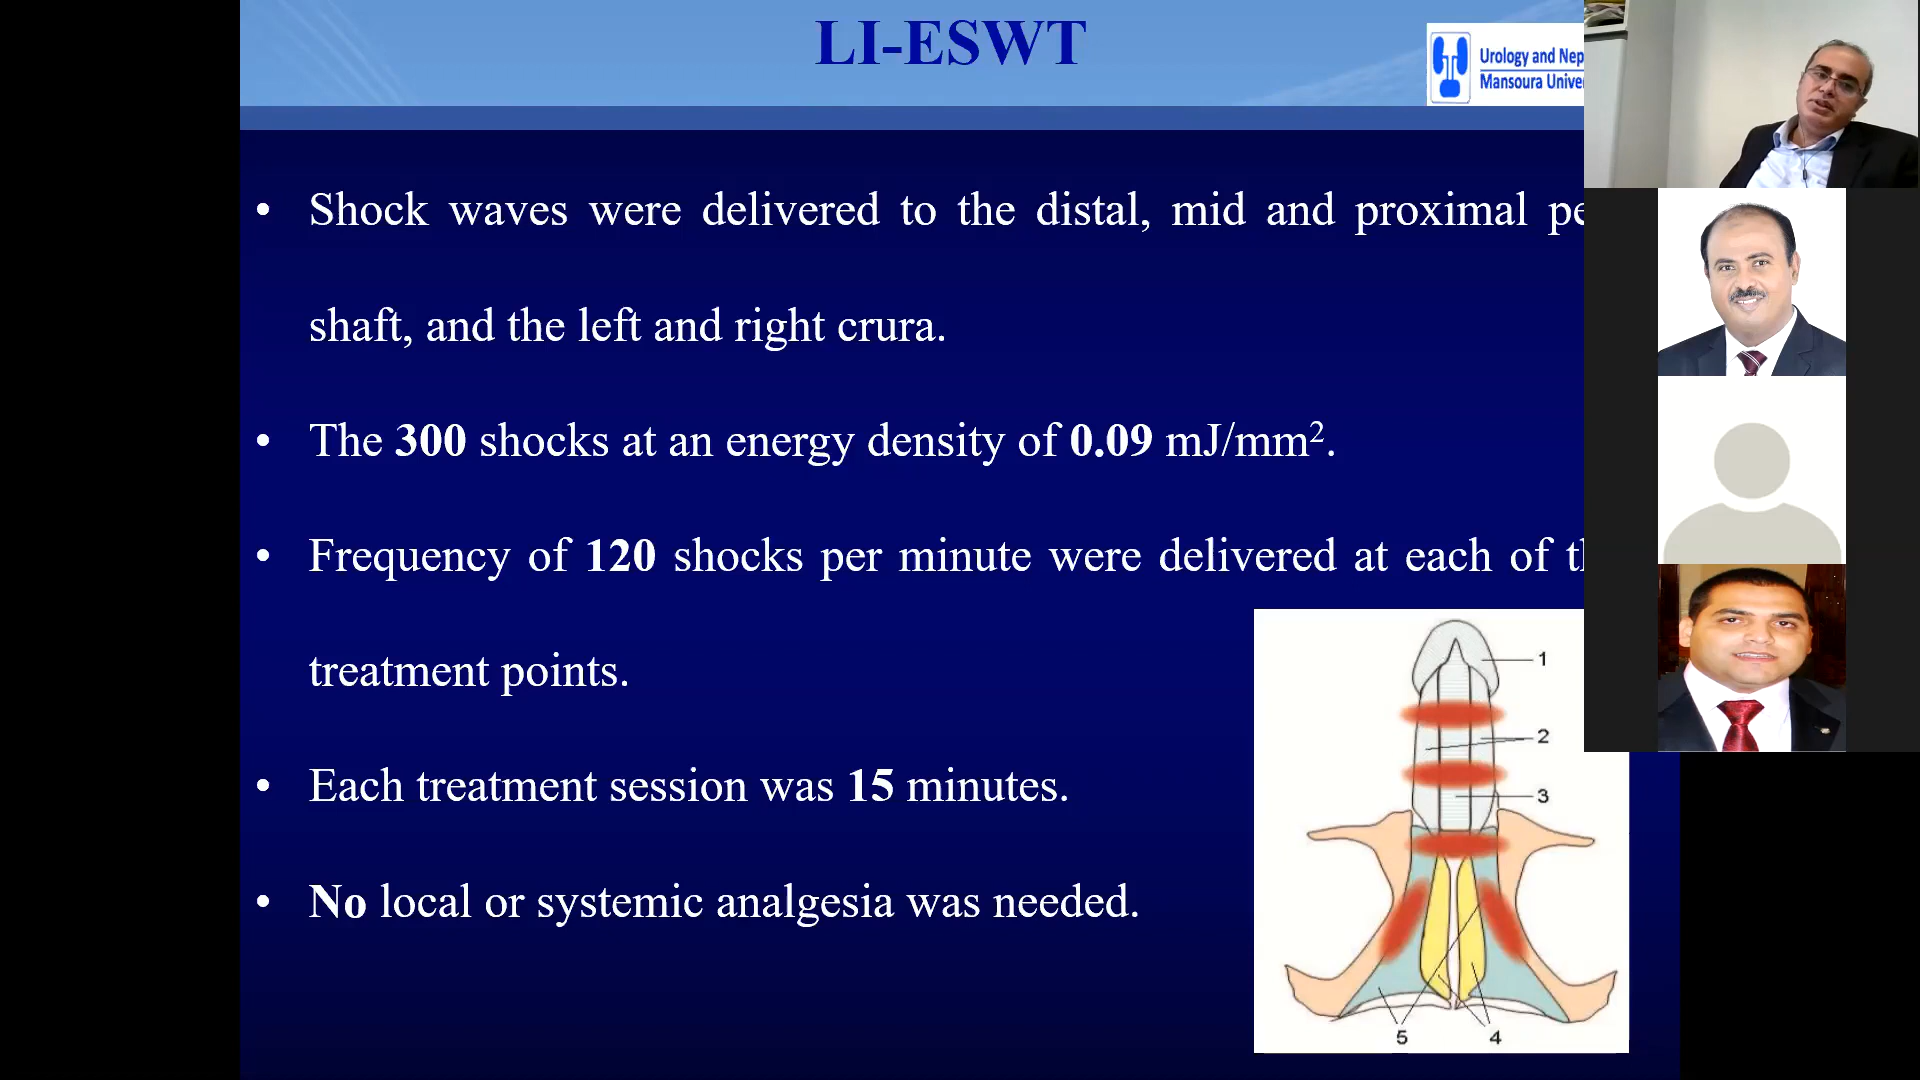 LI-ESWT
Urology and Nep
Mansoura Unive
• Shock waves were delivered to the distal, mid and proximal pe
shaft, and the left and right crura.
• The 300 shocks at an energy density of 0.09 mJ/mm².
• Frequency of 120 shocks per minute were delivered at each of th
treatment points.
• Each treatment session was 15 minutes.
• No local or systemic analgesia was needed.
1
2
3
5 4